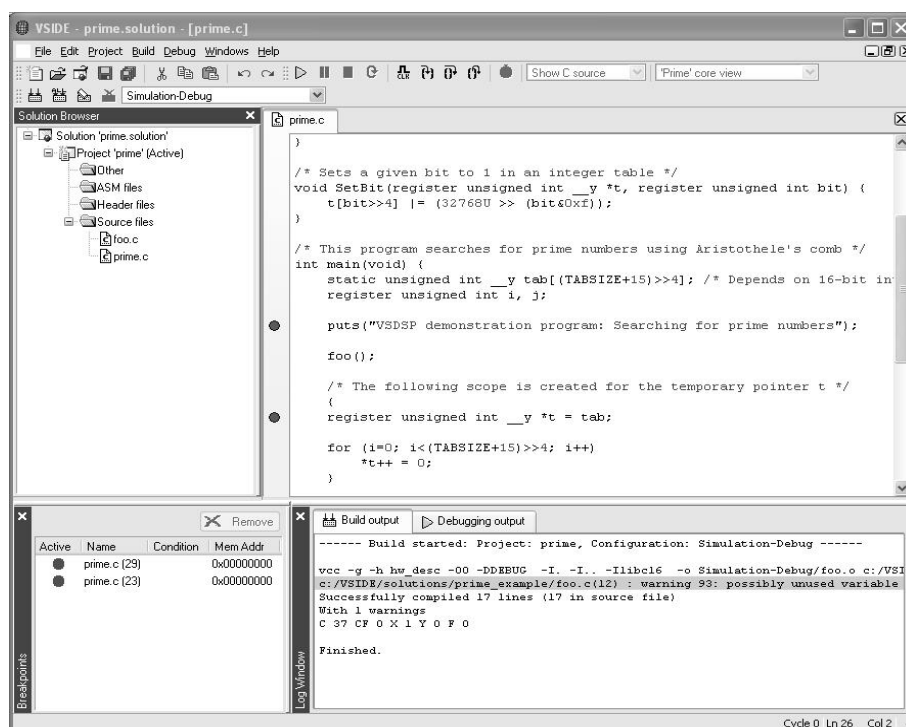 VSIDE - prime.solution - [prime.c]
File Edit Project Build Debug Windows Help
Show C source 'Prime' core view
Simulation-Debug
Solution Browser
Solution 'prime.solution'
Project 'prime' (Active)
Other
ASM files
Header files
Source files
foo.c
prime.c
prime.c
}
/* Sets a given bit to 1 in an integer table */
void SetBit(register unsigned int __y *t, register unsigned int bit) {
t[bit>>4] |= (32768U >> (bit&0xf));
}
/* This program searches for prime numbers using Aristothele's comb */
int main(void) {
static unsigned int __y tab[(TABSIZE+15)>>4]; /* Depends on 16-bit in
register unsigned int i, j;
puts("VSDSP demonstration program: Searching for prime numbers");
foo();
/* The following scope is created for the temporary pointer t */
{
register unsigned int __y *t = tab;
for (i=0; i<(TABSIZE+15)>>4; i++)
*t++ = 0;
}
Remove
Active Name Condition Mem Addr
prime.c (29) 0x00000000
prime.c (23) 0x00000000
Breakpoints
Build output Debugging output
------ Build started: Project: prime, Configuration: Simulation-Debug ------
vcc -g -h hw_desc -O0 -DDEBUG -I. -I.. -Ilibc16 -o Simulation-Debug/foo.o c:/VSI
c:/VSIDE/solutions/prime_example/foo.c(12) : warning 93: possibly unused variable
Successfully compiled 17 lines (17 in source file)
With 1 warnings
C 37 CF 0 X 1 Y 0 F 0
Finished.
Log Window
Cycle 0 Ln 26 Col 2